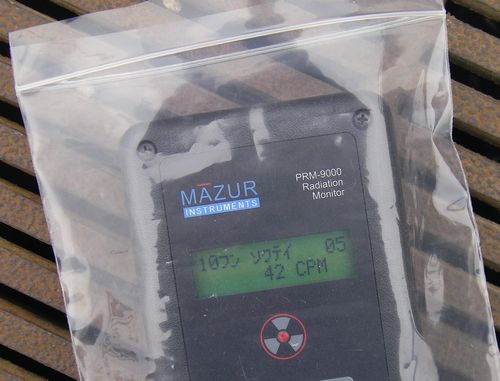 MAZUR
INSTRUMENTS
PRM-9000
Radiation
Monitor
10フン ソクテイ 05
42 CPM